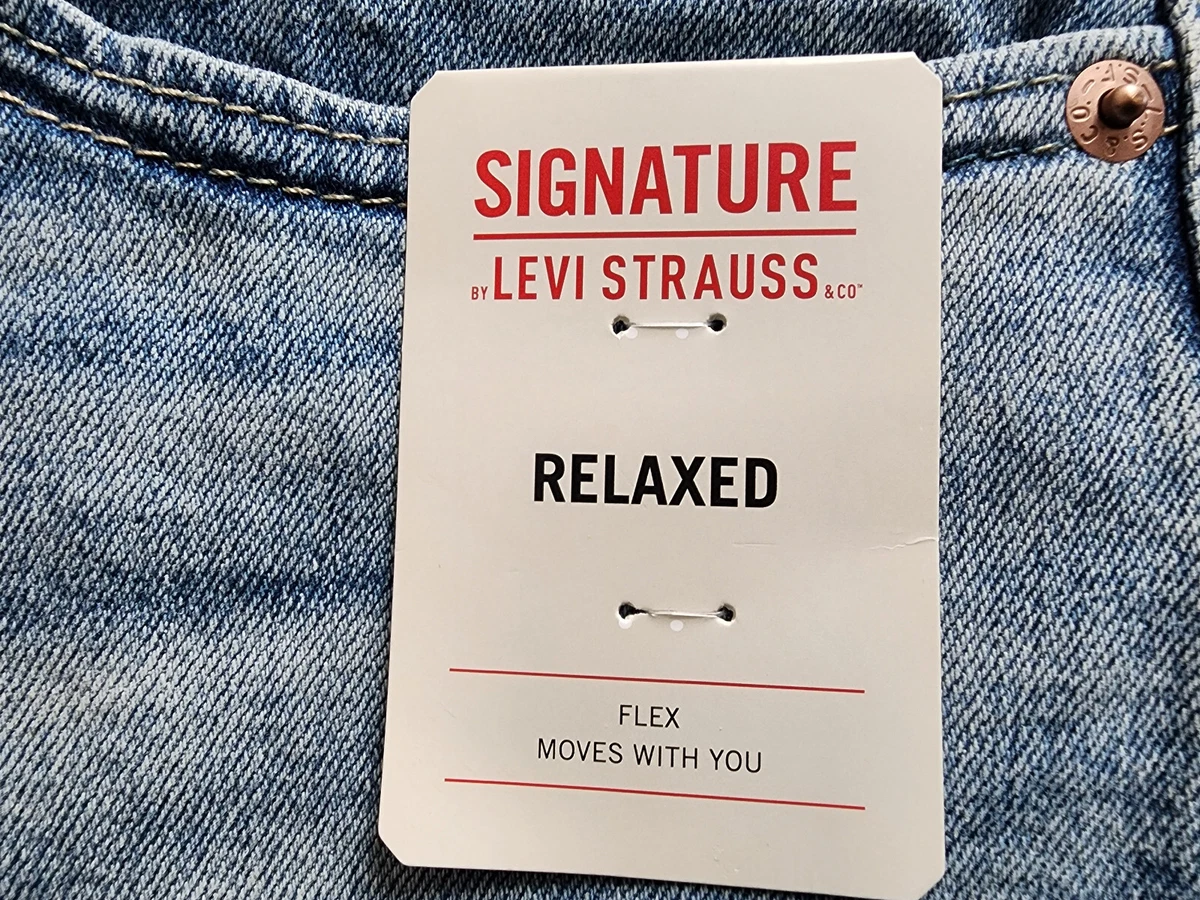 SIGNATURE
BY LEVI STRAUSS & CO™
RELAXED
FLEX
MOVES WITH YOU